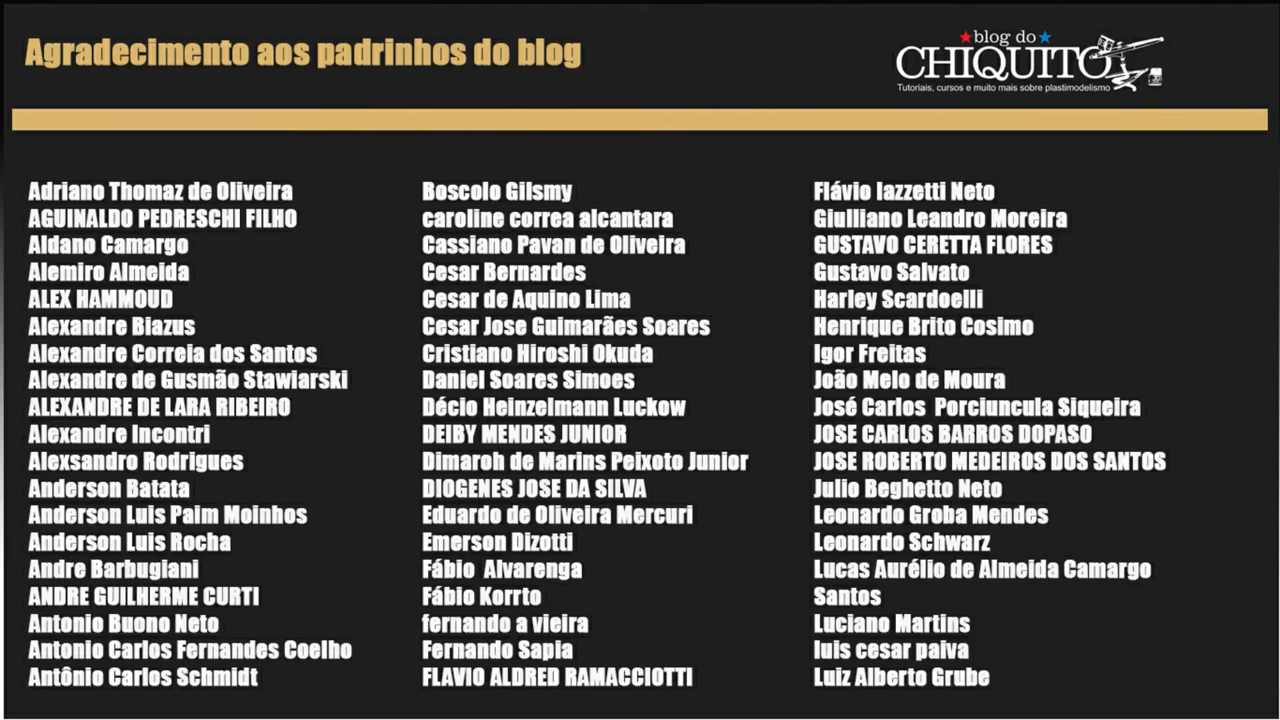 Agradecimento aos padrinhos do blog
blog do
CHIQUITO
Tutoriais, cursos e muito mais sobre plastimodelismo
Adriano Thomaz de Oliveira
AGUINALDO PEDRESCHI FILHO
Aldano Camargo
Alemiro Almeida
ALEX HAMMOUD
Alexandre Biazus
Alexandre Correia dos Santos
Alexandre de Gusmão Stawiarski
ALEXANDRE DE LARA RIBEIRO
Alexandre Incontri
Alexsandro Rodrigues
Anderson Batata
Anderson Luis Paim Moinhos
Anderson Luis Rocha
Andre Barbugiani
ANDRE GUILHERME CURTI
Antonio Buono Neto
Antonio Carlos Fernandes Coelho
Antônio Carlos Schmidt
Boscolo Gilsmy
caroline correa alcantara
Cassiano Pavan de Oliveira
Cesar Bernardes
Cesar de Aquino Lima
Cesar Jose Guimarães Soares
Cristiano Hiroshi Okuda
Daniel Soares Simoes
Décio Heinzelmann Luckow
DEIBY MENDES JUNIOR
Dimaroh de Marins Peixoto Junior
DIOGENES JOSE DA SILVA
Eduardo de Oliveira Mercuri
Emerson Dizotti
Fábio  Alvarenga
Fábio Korrto
fernando a vieira
Fernando Sapia
FLAVIO ALDRED RAMACCIOTTI
Flávio Iazzetti Neto
Giulliano Leandro Moreira
GUSTAVO CERETTA FLORES
Gustavo Salvato
Harley Scardoelli
Henrique Brito Cosimo
Igor Freitas
João Melo de Moura
José Carlos  Porciuncula Siqueira
JOSE CARLOS BARROS DOPASO
JOSE ROBERTO MEDEIROS DOS SANTOS
Julio Beghetto Neto
Leonardo Groba Mendes
Leonardo Schwarz
Lucas Aurélio de Almeida Camargo
Santos
Luciano Martins
luis cesar paiva
Luiz Alberto Grube